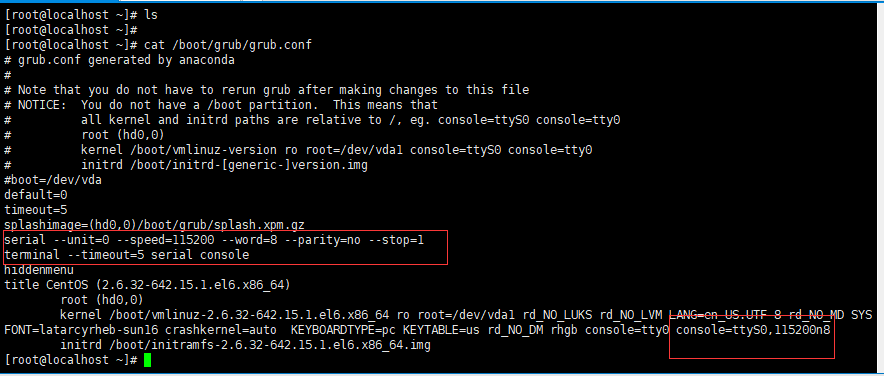 [root@localhost ~]# ls
[root@localhost ~]#
[root@localhost ~]# cat /boot/grub/grub.conf
# grub.conf generated by anaconda
#
# Note that you do not have to rerun grub after making changes to this file
# NOTICE:  You do not have a /boot partition.  This means that
#          all kernel and initrd paths are relative to /, eg. console=ttyS0 console=tty0
#          root (hd0,0)
#          kernel /boot/vmlinuz-version ro root=/dev/vda1 console=ttyS0 console=tty0
#          initrd /boot/initrd-[generic-]version.img
#boot=/dev/vda
default=0
timeout=5
splashimage=(hd0,0)/boot/grub/splash.xpm.gz
serial --unit=0 --speed=115200 --word=8 --parity=no --stop=1
terminal --timeout=5 serial console
hiddenmenu
title CentOS (2.6.32-642.15.1.el6.x86_64)
        root (hd0,0)
        kernel /boot/vmlinuz-2.6.32-642.15.1.el6.x86_64 ro root=/dev/vda1 rd_NO_LUKS rd_NO_LVM LANG=en_US.UTF-8 rd_NO_MD SYS
FONT=latarcyrheb-sun16 crashkernel=auto  KEYBOARDTYPE=pc KEYTABLE=us rd_NO_DM rhgb console=tty0 console=ttyS0,115200n8
        initrd /boot/initramfs-2.6.32-642.15.1.el6.x86_64.img
[root@localhost ~]#